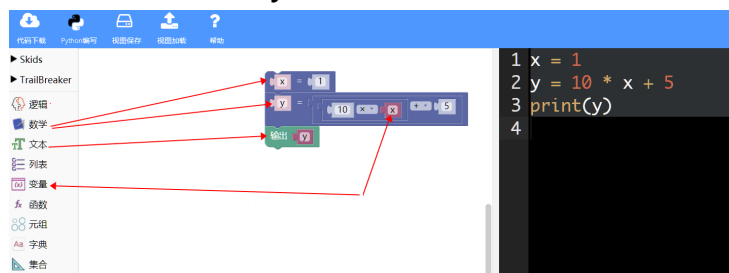 代码下载 Python编写 视图保存 视图加载 帮助
Skids
TrailBreaker
逻辑
数学
文本
列表
变量
函数
元组
字典
集合
x = 1
y = 10 × x + 5
输出 y
1 x = 1
2 y = 10 * x + 5
3 print(y)
4